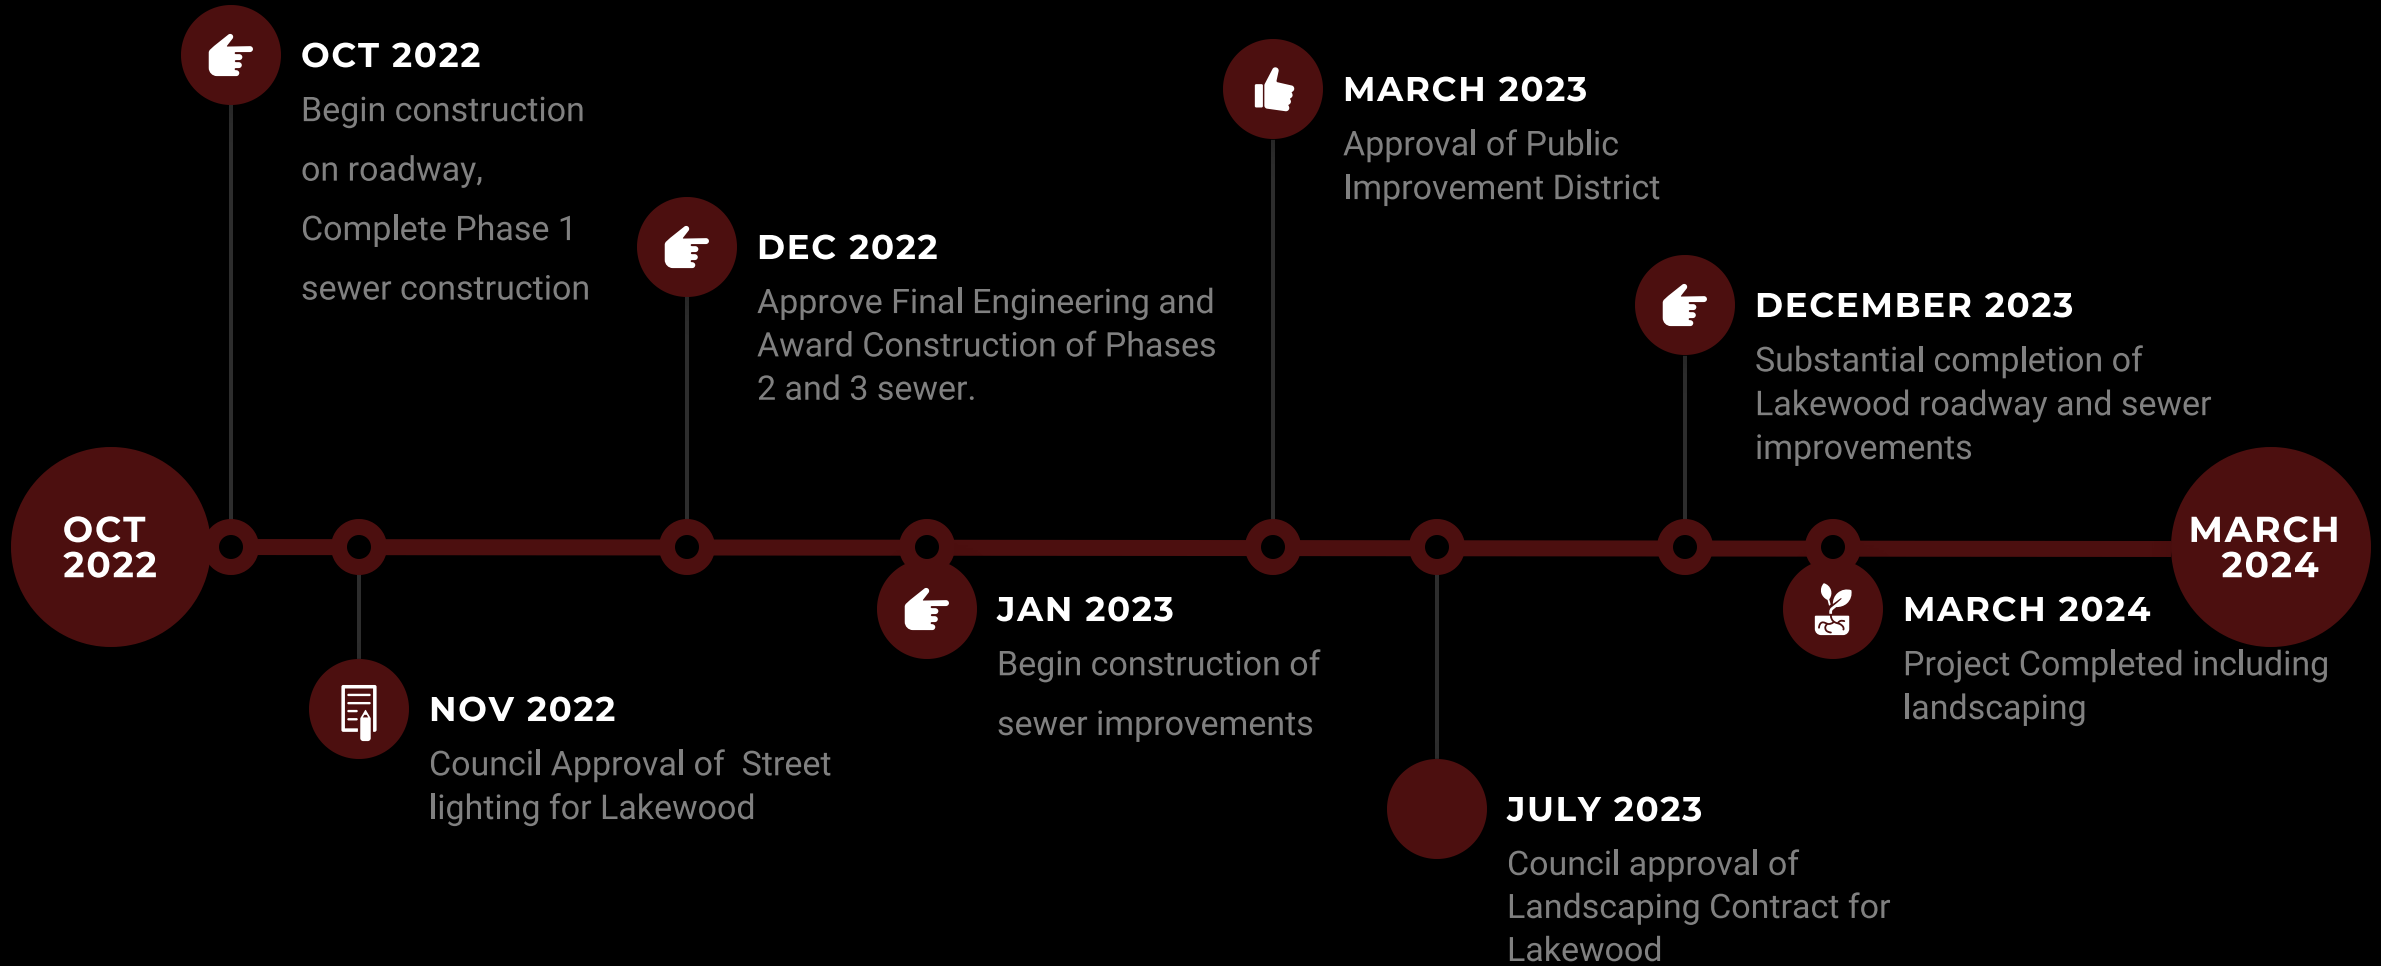 OCT 2022
Begin construction
on roadway,
Complete Phase 1
sewer construction
DEC 2022
Approve Final Engineering and
Award Construction of Phases
2 and 3 sewer.
MARCH 2023
Approval of Public
Improvement District
DECEMBER 2023
Substantial completion of
Lakewood roadway and sewer
improvements
OCT
2022
MARCH
2024
NOV 2022
Council Approval of  Street
lighting for Lakewood
JAN 2023
Begin construction of
sewer improvements
JULY 2023
Council approval of
Landscaping Contract for
Lakewood
MARCH 2024
Project Completed including
landscaping